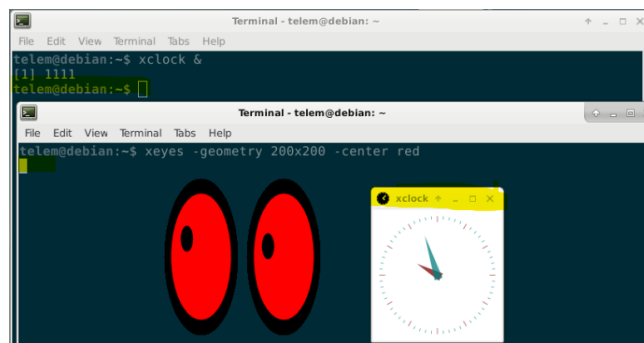 Terminal - telem@debian: ~
File Edit View Terminal Tabs Help
telem@debian:~$ xclock &
[1] 1111
telem@debian:~$
Terminal - telem@debian: ~
File Edit View Terminal Tabs Help
telem@debian:~$ xeyes -geometry 200x200 -center red
xclock